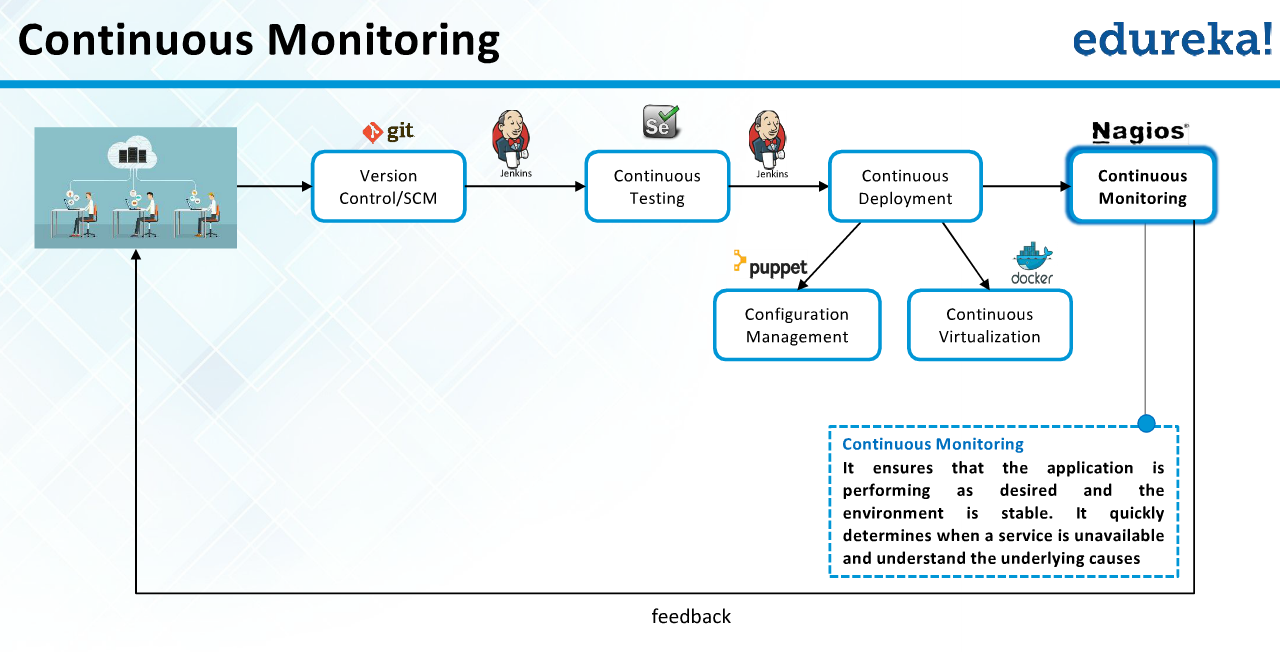 Continuous Monitoring
edureka!
git
Jenkins
Se
Jenkins
Nagios®
Version
Control/SCM
Continuous
Testing
Continuous
Deployment
Continuous
Monitoring
puppet
docker
Configuration
Management
Continuous
Virtualization
Continuous Monitoring
It ensures that the application is
performing as desired and the
environment is stable. It quickly
determines when a service is unavailable
and understand the underlying causes
feedback